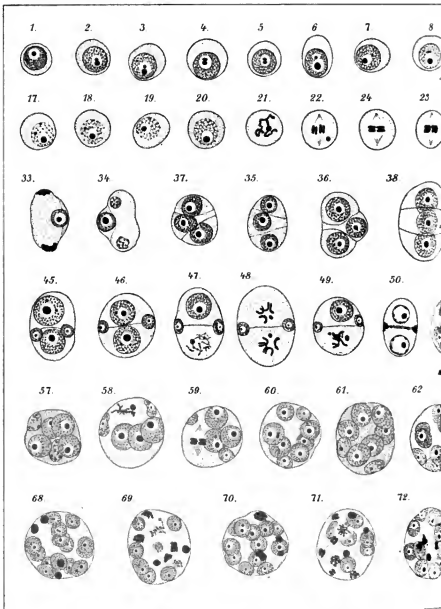 1. 2. 3. 4. 5 6 7 8
17. 18. 19. 20. 21. 22. 24. 23
33. 34. 37. 35. 36. 38
45. 46. 47. 48. 49. 50.
57. 58. 59. 60. 61. 62
68. 69. 70. 71. 72.